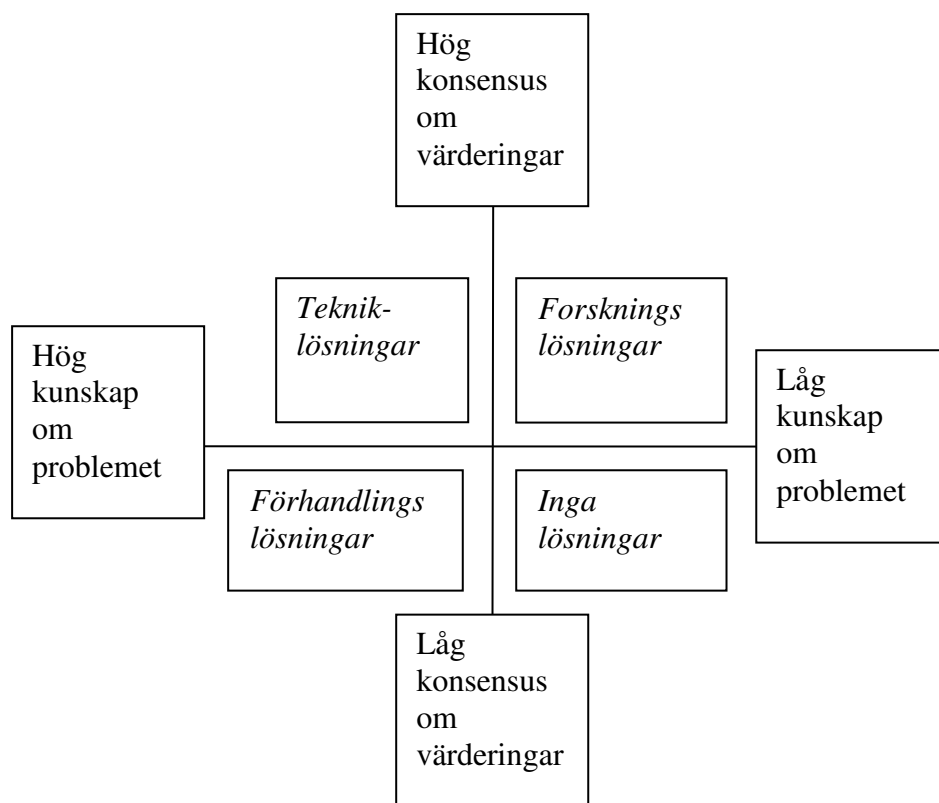 Hög
konsensus
om
värderingar
Teknik-
lösningar
Forsknings
lösningar
Hög
kunskap
om
problemet
Låg
kunskap
om
problemet
Förhandlings
lösningar
Inga
lösningar
Låg
konsensus
om
värderingar